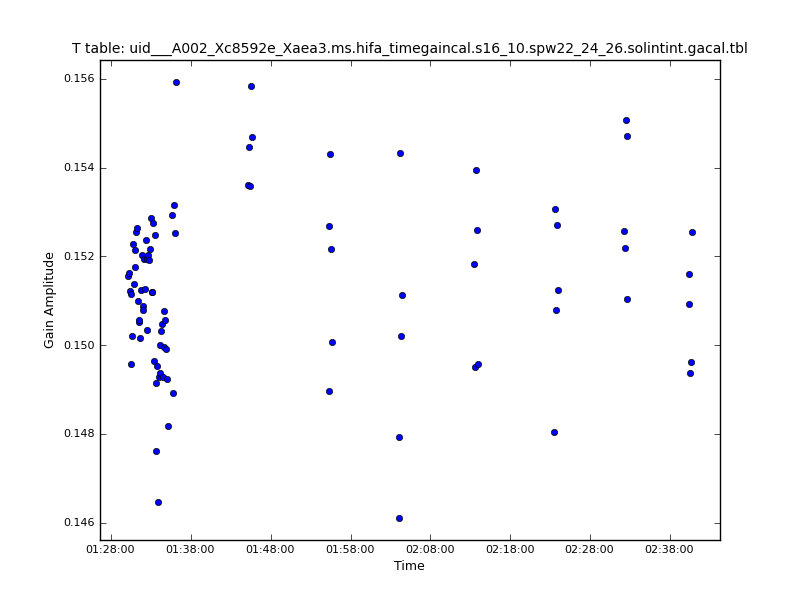 T table: uid___A002_Xc8592e_Xaea3.ms.hifa_timegaincal.s16_10.spw22_24_26.solintint.gacal.tbl
0.156
0.154
0.152
0.150
0.148
0.146
Gain Amplitude
01:28:00 01:38:00 01:48:00 01:58:00 02:08:00 02:18:00 02:28:00 02:38:00
Time